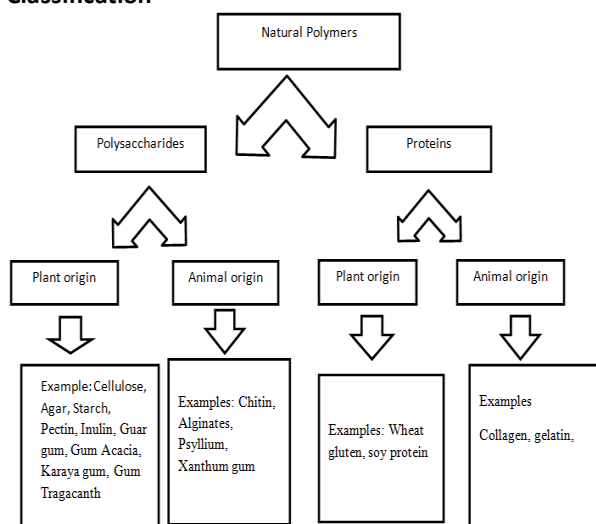 Classification
Natural Polymers
Polysaccharides
Proteins
Plant origin
Animal origin
Plant origin
Animal origin
Example: Cellulose,
Agar, Starch,
Pectin, Inulin, Guar
gum, Gum Acacia,
Karaya gum, Gum
Tragacanth
Examples: Chitin,
Alginates,
Psyllium,
Xanthum gum
Examples: Wheat
gluten, soy protein
Examples
Collagen, gelatin,